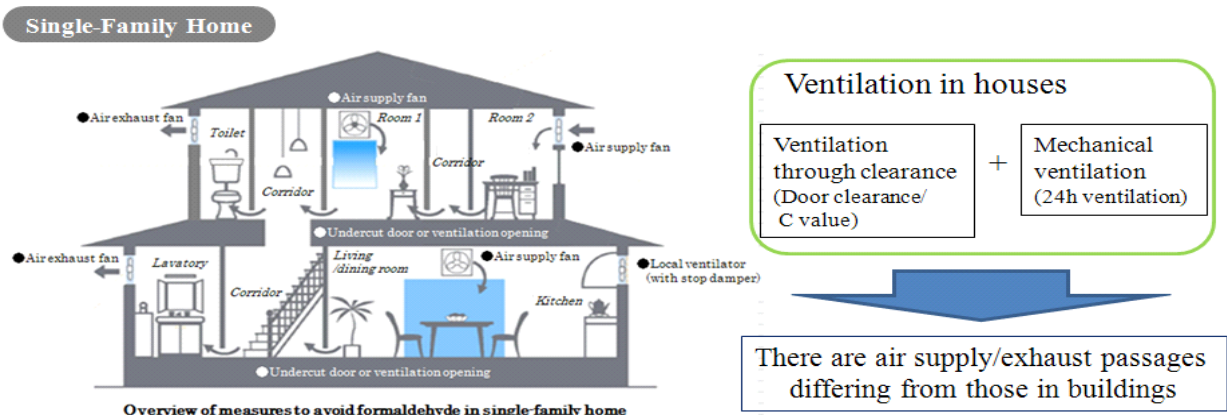 Single-Family Home
●Air supply fan
●Air exhaust fan
Toilet
Room 1
Room 2
●Air supply fan
Corridor
Corridor
●Undercut door or ventilation opening
●Air exhaust fan
Lavatory
Living
/dining room
●Air supply fan
●Local ventilator
(with stop damper)
Corridor
Kitchen
●Undercut door or ventilation opening
Overview of measures to avoid formaldehyde in single-family home
Ventilation in houses
Ventilation
through clearance
(Door clearance/
C value)
+
Mechanical
ventilation
(24h ventilation)
There are air supply/exhaust passages
differing from those in buildings